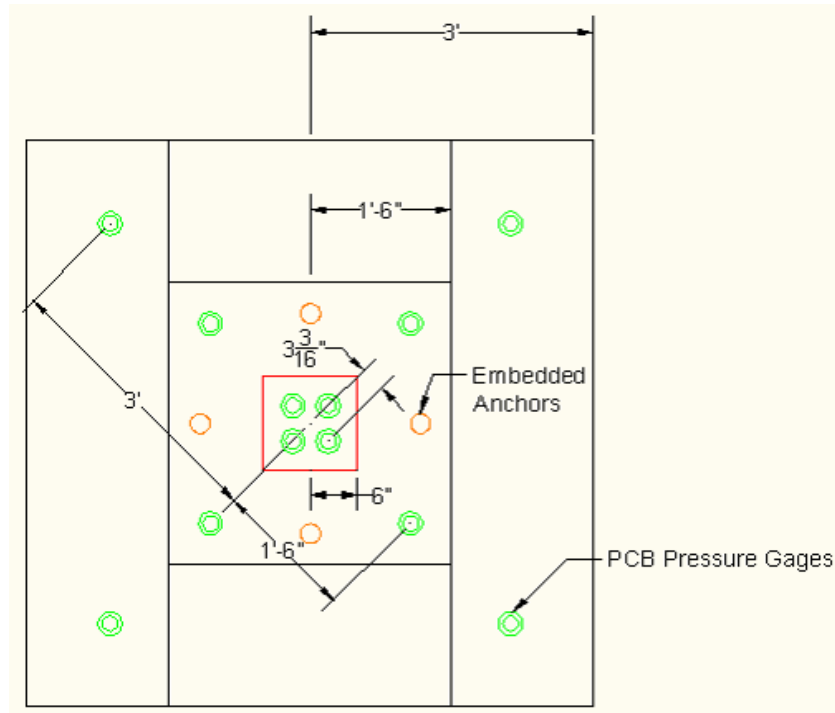 3'
1'-6"
3 3/16"
Embedded
Anchors
3'
6"
1'-6"
PCB Pressure Gages